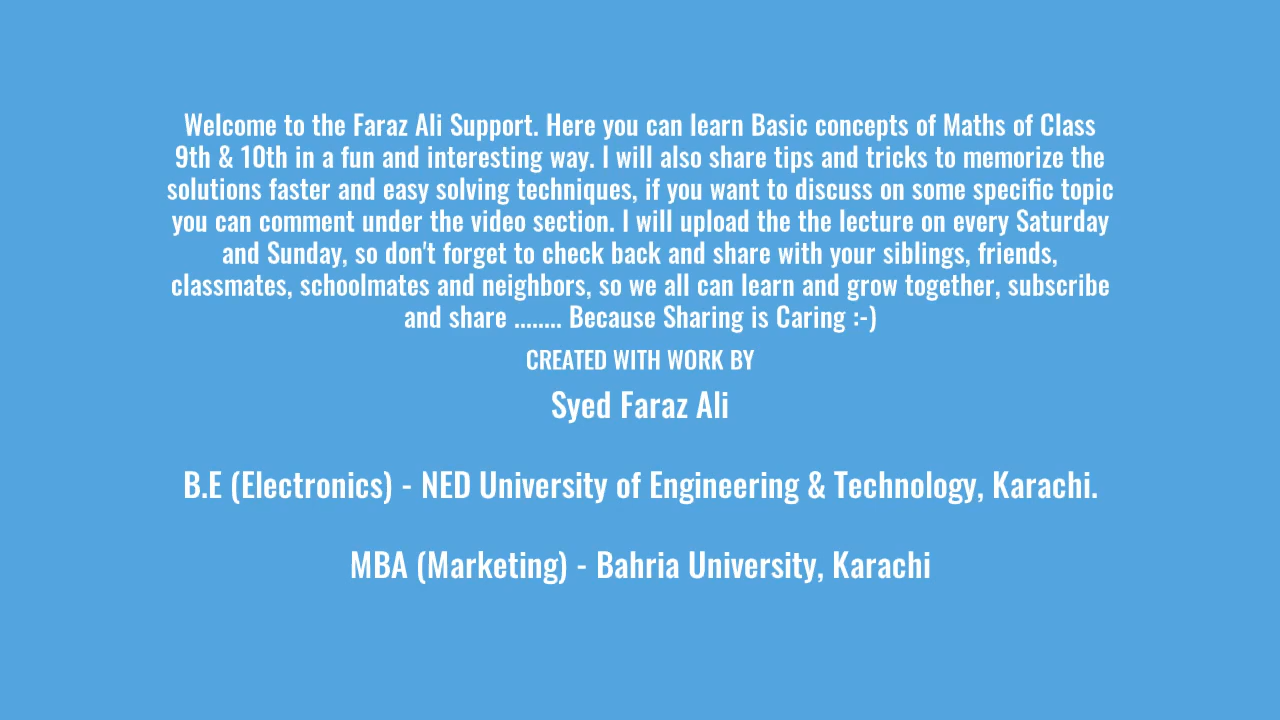 Welcome to the Faraz Ali Support. Here you can learn Basic concepts of Maths of Class
9th & 10th in a fun and interesting way. I will also share tips and tricks to memorize the
solutions faster and easy solving techniques, if you want to discuss on some specific topic
you can comment under the video section. I will upload the the lecture on every Saturday
and Sunday, so don't forget to check back and share with your siblings, friends,
classmates, schoolmates and neighbors, so we all can learn and grow together, subscribe
and share ........ Because Sharing is Caring :-)
CREATED WITH WORK BY
Syed Faraz Ali
B.E (Electronics) - NED University of Engineering & Technology, Karachi.
MBA (Marketing) - Bahria University, Karachi